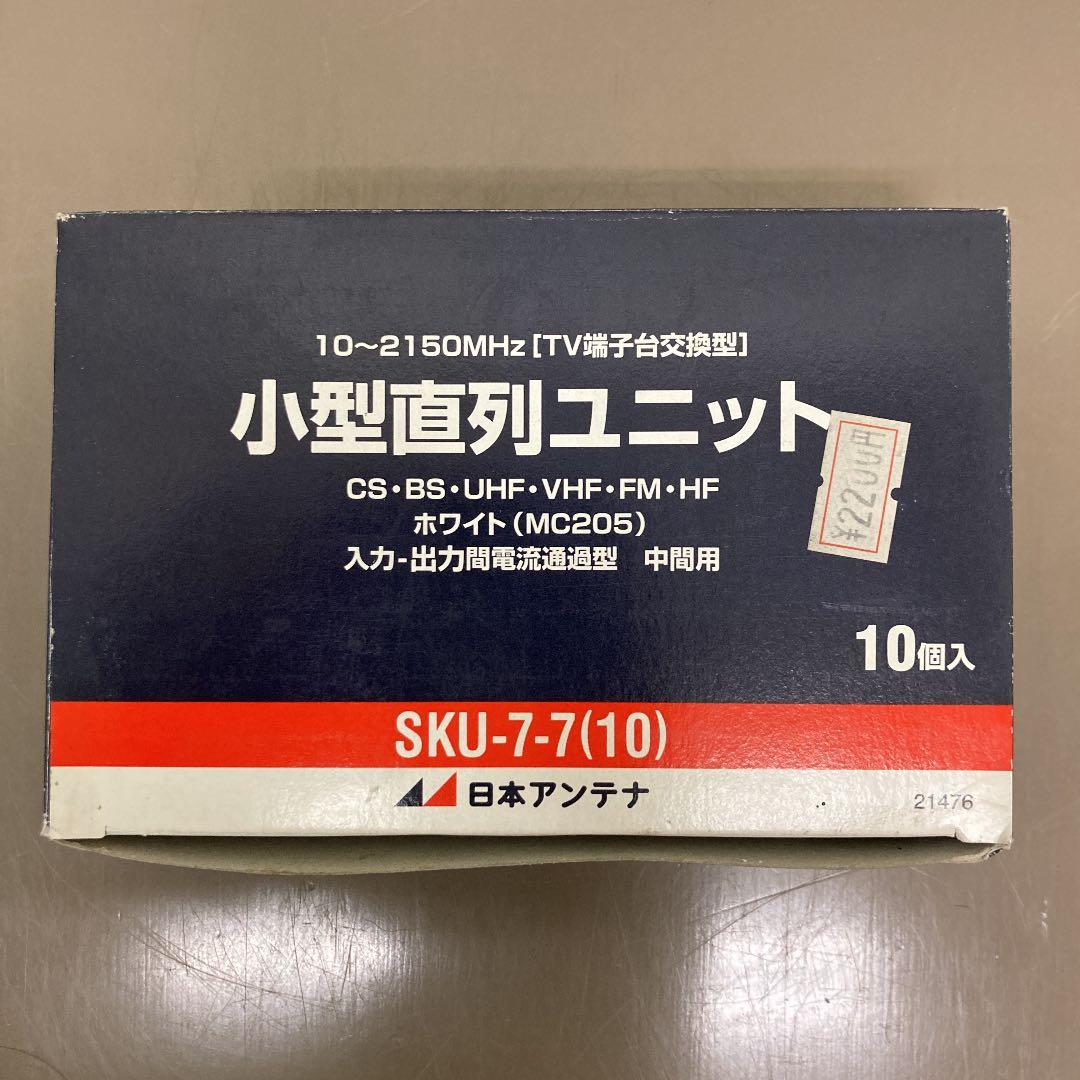 10～2150MHz[TV端子台交換型]
小型直列ユニット
CS・BS・UHF・VHF・FM・HF
ホワイト(MC205)
入力-出力間電流通過型　中間用
¥2200円
10個入
SKU-7-7(10)
日本アンテナ
21476